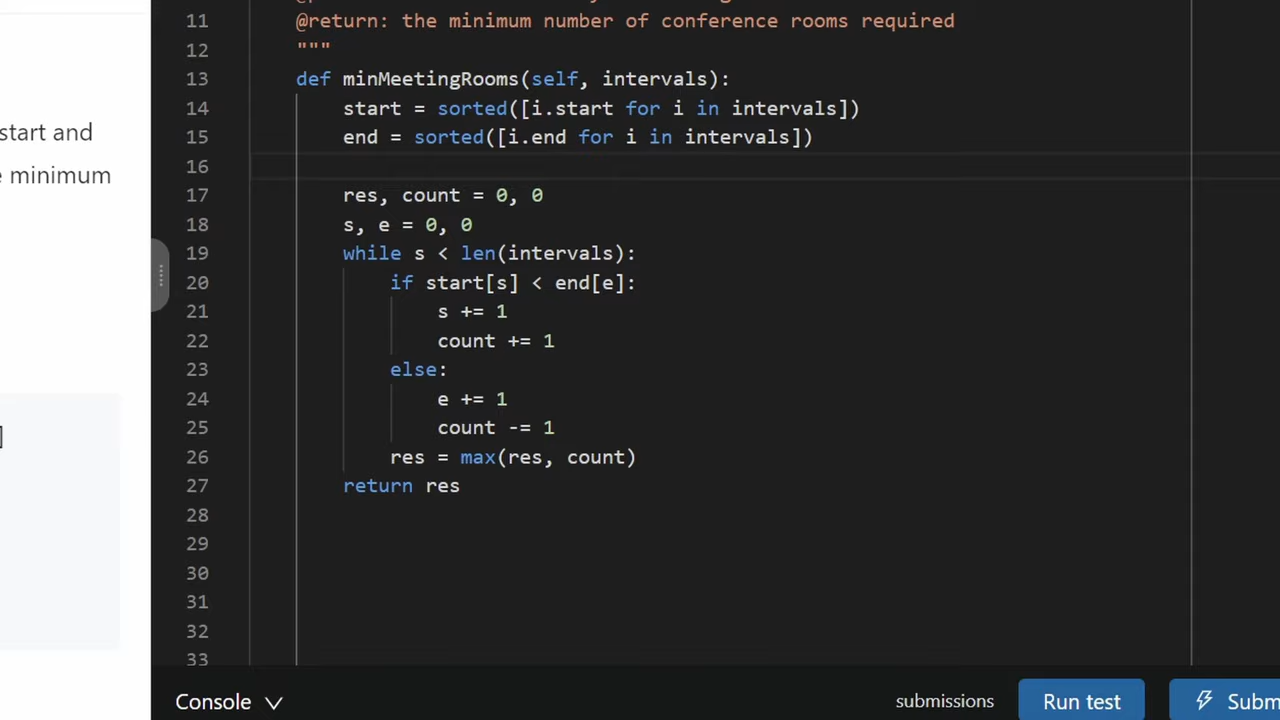 start and
e minimum
]
11 @return: the minimum number of conference rooms required
12 """
13 def minMeetingRooms(self, intervals):
14 start = sorted([i.start for i in intervals])
15 end = sorted([i.end for i in intervals])
16
17 res, count = 0, 0
18 s, e = 0, 0
19 while s < len(intervals):
20 if start[s] < end[e]:
21 s += 1
22 count += 1
23 else:
24 e += 1
25 count -= 1
26 res = max(res, count)
27 return res
28
29
30
31
32
33
Console
submissions
Run test
Subm